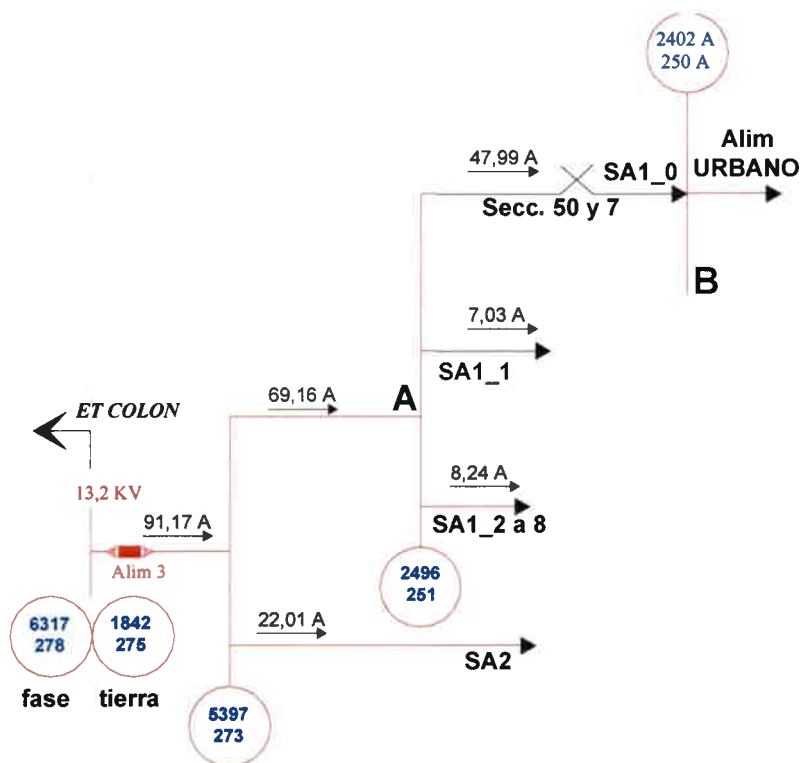 2402 A
250 A
47,99 A
SA1_0
Alim
URBANO
Secc. 50 y 7
B
7,03 A
SA1_1
69,16 A
A
ET COLON
8,24 A
13,2 KV
91,17 A
SA1_2 a 8
Alim 3
2496
251
6317
278
1842
275
22,01 A
SA2
fase
tierra
5397
273